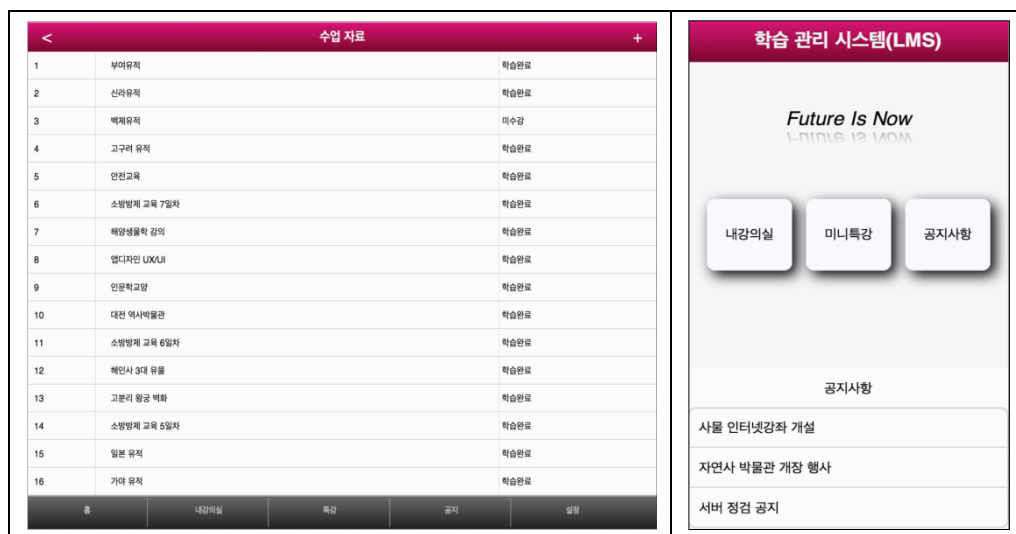 < 수업 자료 +
1 부여유적 학습완료
2 신라유적 학습완료
3 백제유적 미수강
4 고구려 유적 학습완료
5 안전교육 학습완료
6 소방방제 교육 7일차 학습완료
7 해양생물학 강의 학습완료
8 앱디자인 UX/UI 학습완료
9 인문학교양 학습완료
10 대전 역사박물관 학습완료
11 소방방제 교육 6일차 학습완료
12 해인사 3대 유물 학습완료
13 고분리 왕궁 벽화 학습완료
14 소방방제 교육 5일차 학습완료
15 일본 유적 학습완료
16 가야 유적 학습완료
홈 내강의실 특강 공지 설정
학습 관리 시스템(LMS)
Future Is Now
내강의실 미니특강 공지사항
공지사항
사물 인터넷강좌 개설
자연사 박물관 개장 행사
서버 점검 공지